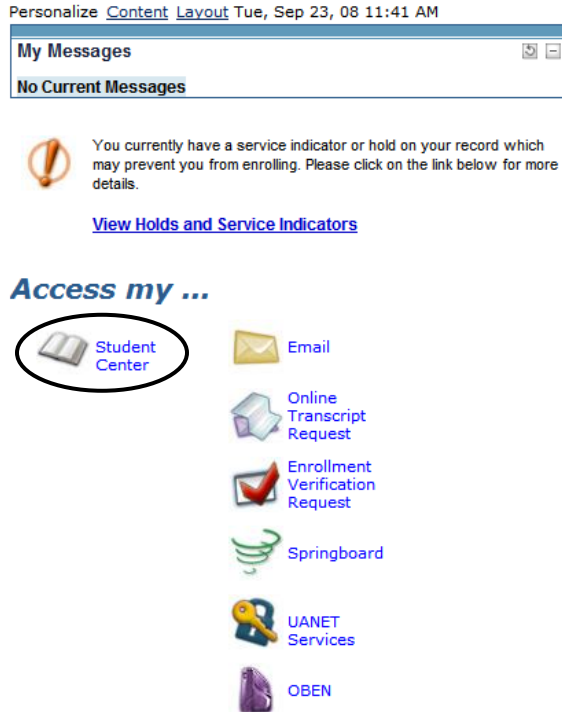 Personalize Content Layout Tue, Sep 23, 08 11:41 AM
My Messages
No Current Messages
You currently have a service indicator or hold on your record which
may prevent you from enrolling. Please click on the link below for more
details.
View Holds and Service Indicators
Access my ...
Student
Center
Email
Online
Transcript
Request
Enrollment
Verification
Request
Springboard
UANET
Services
OBEN